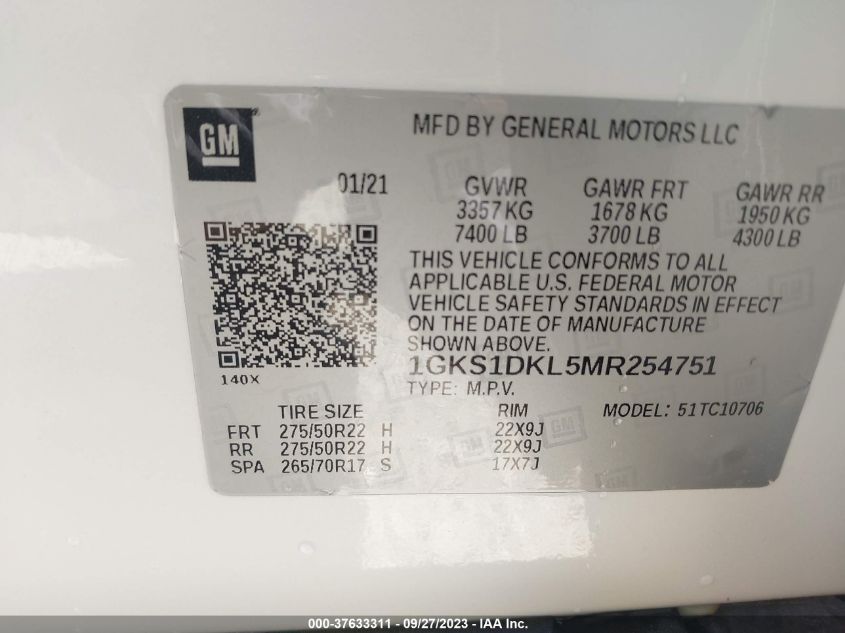 GM
MFD BY GENERAL MOTORS LLC
01/21
GVWR GAWR FRT GAWR RR
3357 KG 1678 KG 1950 KG
7400 LB 3700 LB 4300 LB
THIS VEHICLE CONFORMS TO ALL
APPLICABLE U.S. FEDERAL MOTOR
VEHICLE SAFETY STANDARDS IN EFFECT
ON THE DATE OF MANUFACTURE
SHOWN ABOVE.
1GKS1DKL5MR254751
TYPE: M.P.V.
140X
TIRE SIZE RIM MODEL: 51TC10706
FRT 275/50R22 H 22X9J
RR 275/50R22 H 22X9J
SPA 265/70R17 S 17X7J
000-37633311 - 09/27/2023 - IAA Inc.